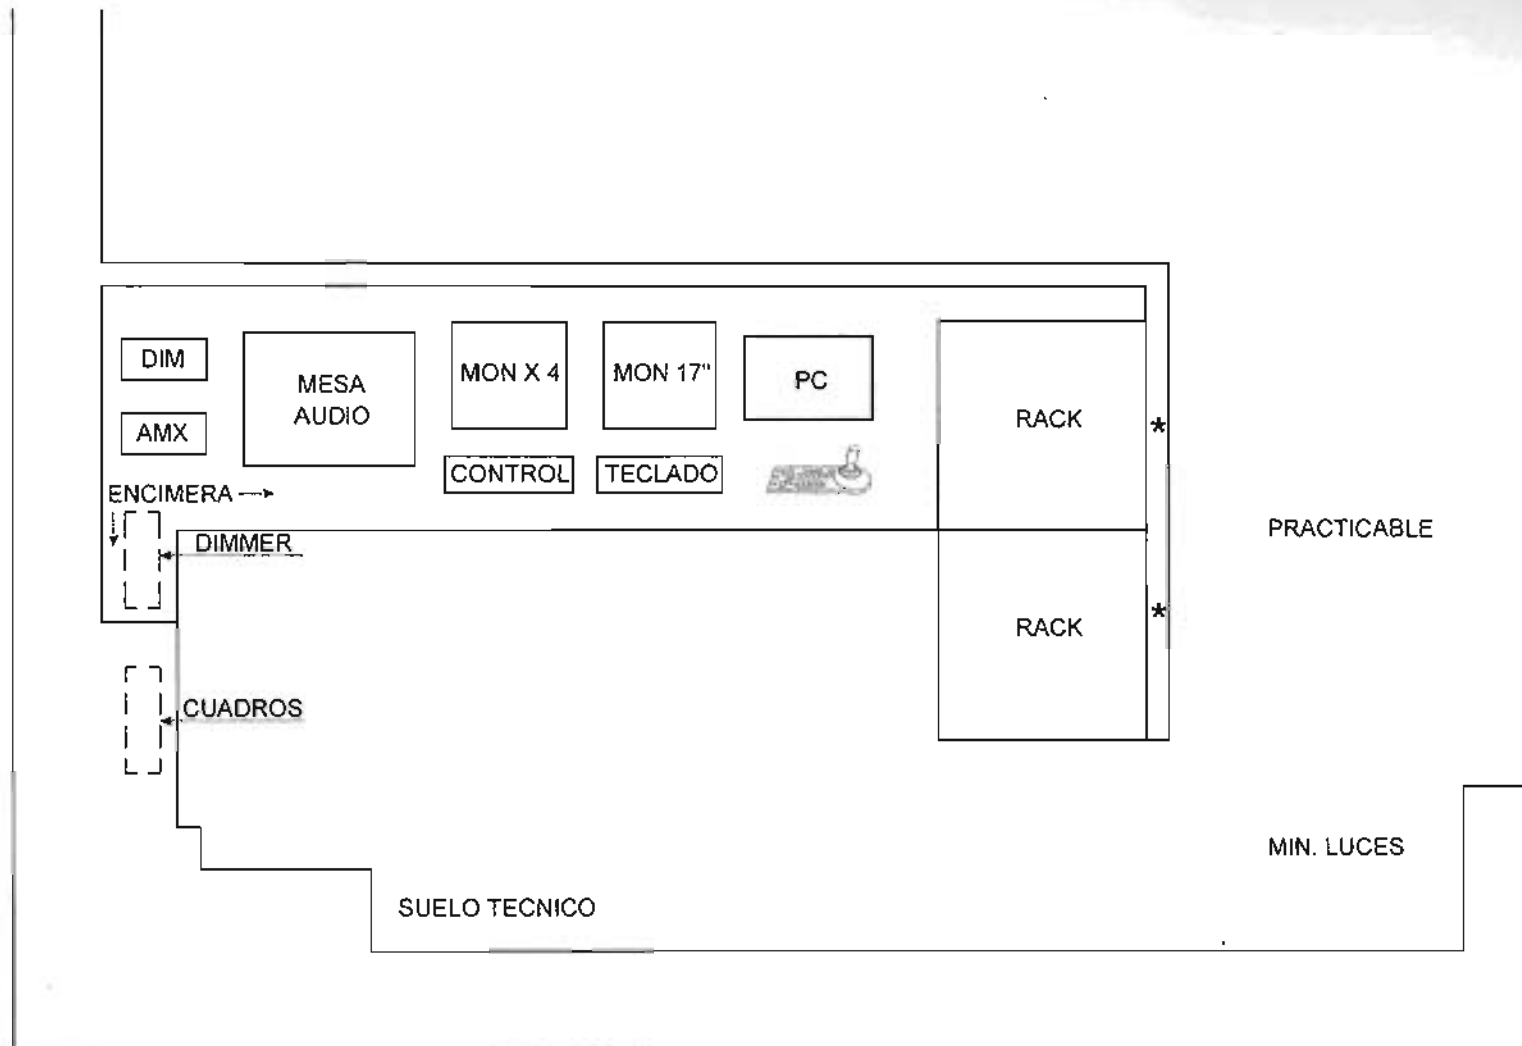 DIM
MESA
AUDIO
MON X 4
MON 17"
PC
RACK
*
AMX
CONTROL
TECLADO
ENCIMERA
DIMMER
PRACTICABLE
RACK
*
CUADROS
MIN. LUCES
SUELO TECNICO